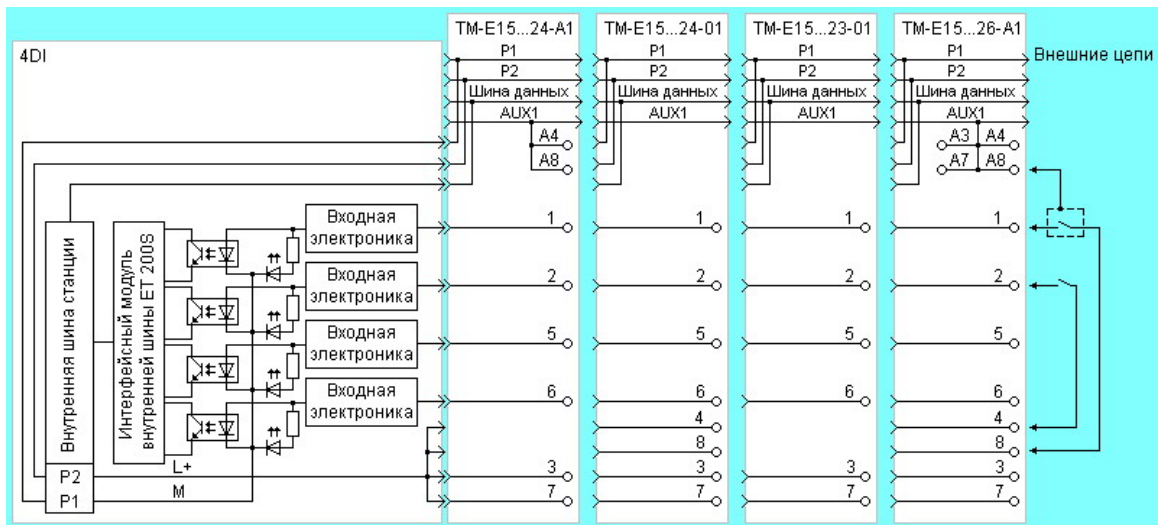 4DI
TM-E15...24-A1
TM-E15...24-01
TM-E15...23-01
TM-E15...26-A1
P1
P1
P1
P1
Внешние цепи
P2
P2
P2
P2
Шина данных
Шина данных
Шина данных
Шина данных
AUX1
AUX1
AUX1
AUX1
A4
A3
A4
A8
A7
A8
Внутренняя шина станции
Интерфейсный модуль
внутренней шины ET 200S
Входная
электроника
1
1
1
1
Входная
электроника
2
2
2
2
Входная
электроника
5
5
5
5
Входная
электроника
6
6
6
6
4
4
8
8
L+
P2
3
3
3
3
M
P1
7
7
7
7